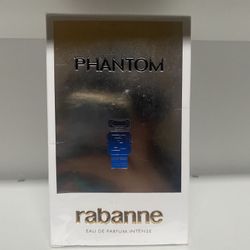 PHANTOM
rabanne
EAU DE PARFUM INTENSE